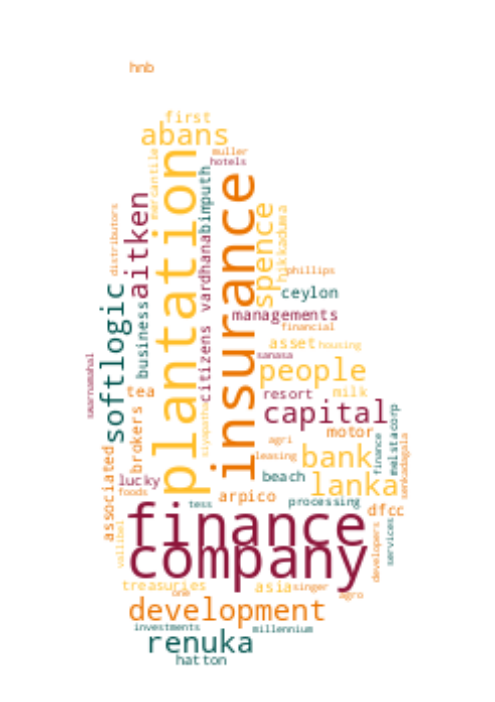 hnb
first
abans
muller
hotels
mercantile
plantation
insurance
bimputh
vardhana
citizens
aitken
distributors
softlogic
business
spence
hikkaduwa
phillips
ceylon
managements
financial
asset
housing
sanasa
people
swarnamahal
tea
resort
milk
capital
siyapatha
brokers
associated
motor
agri
bank
leasing
finance
meistacorp
senkadagala
lucky
beach
lanka
foods
arpico
tess
processing
dfcc
finance
company
vallibel
developers
services
treasuries
one
asia
singer
agro
development
investments
millennium
renuka
hatton